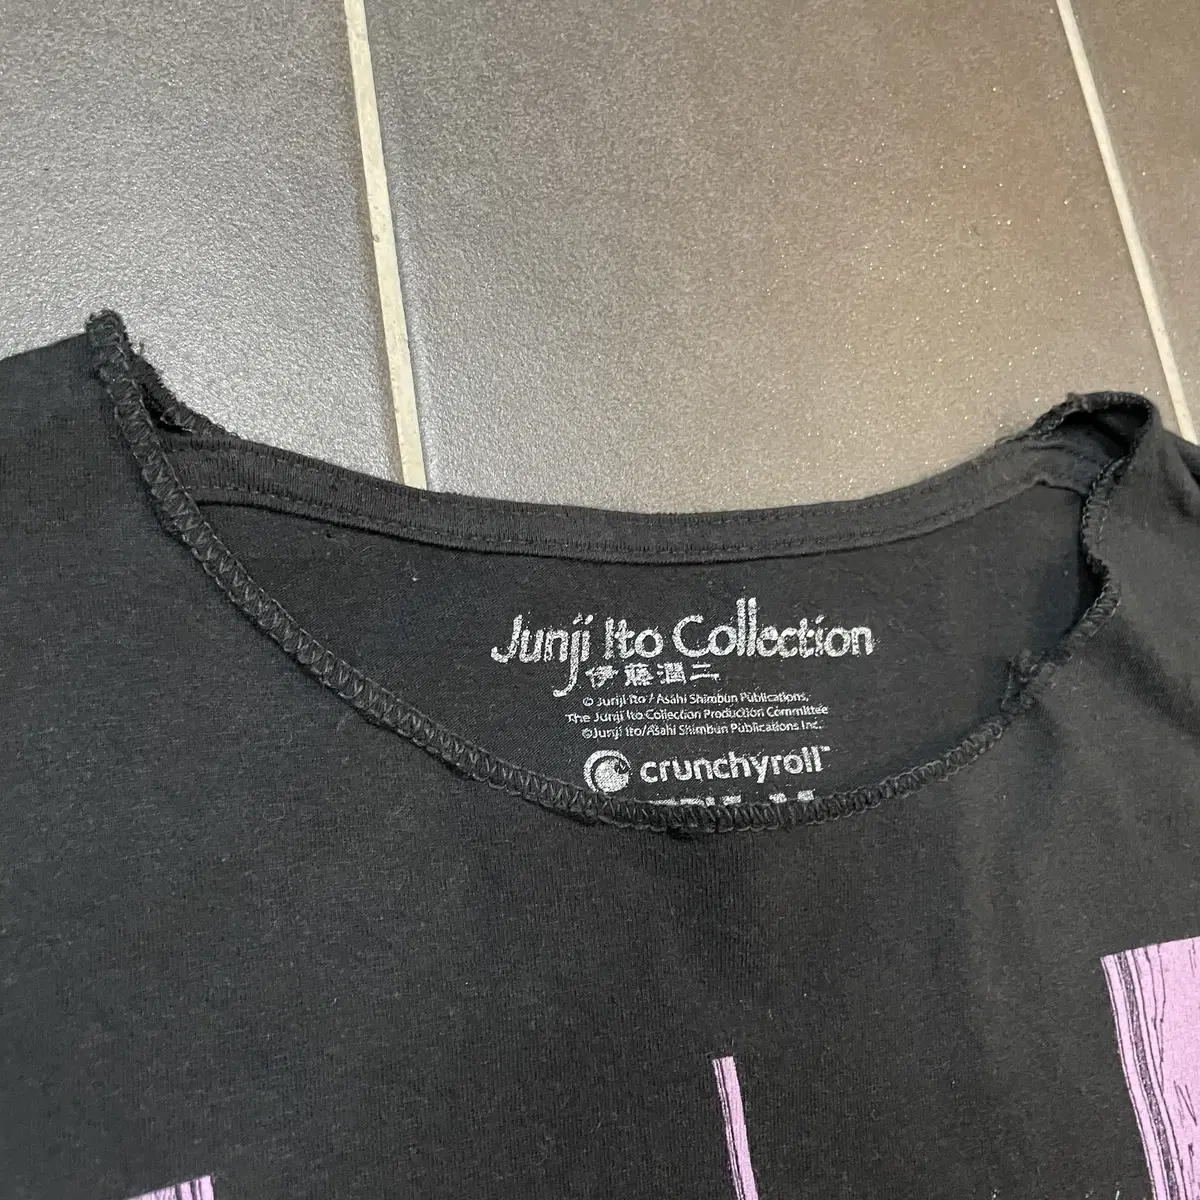 Junji Ito Collection
伊藤潤二
© Junji Ito / Asahi Shimbun Publications,
The Junji Ito Collection Production Committee
©Junji Ito/Asahi Shimbun Publications Inc.
crunchyroll™